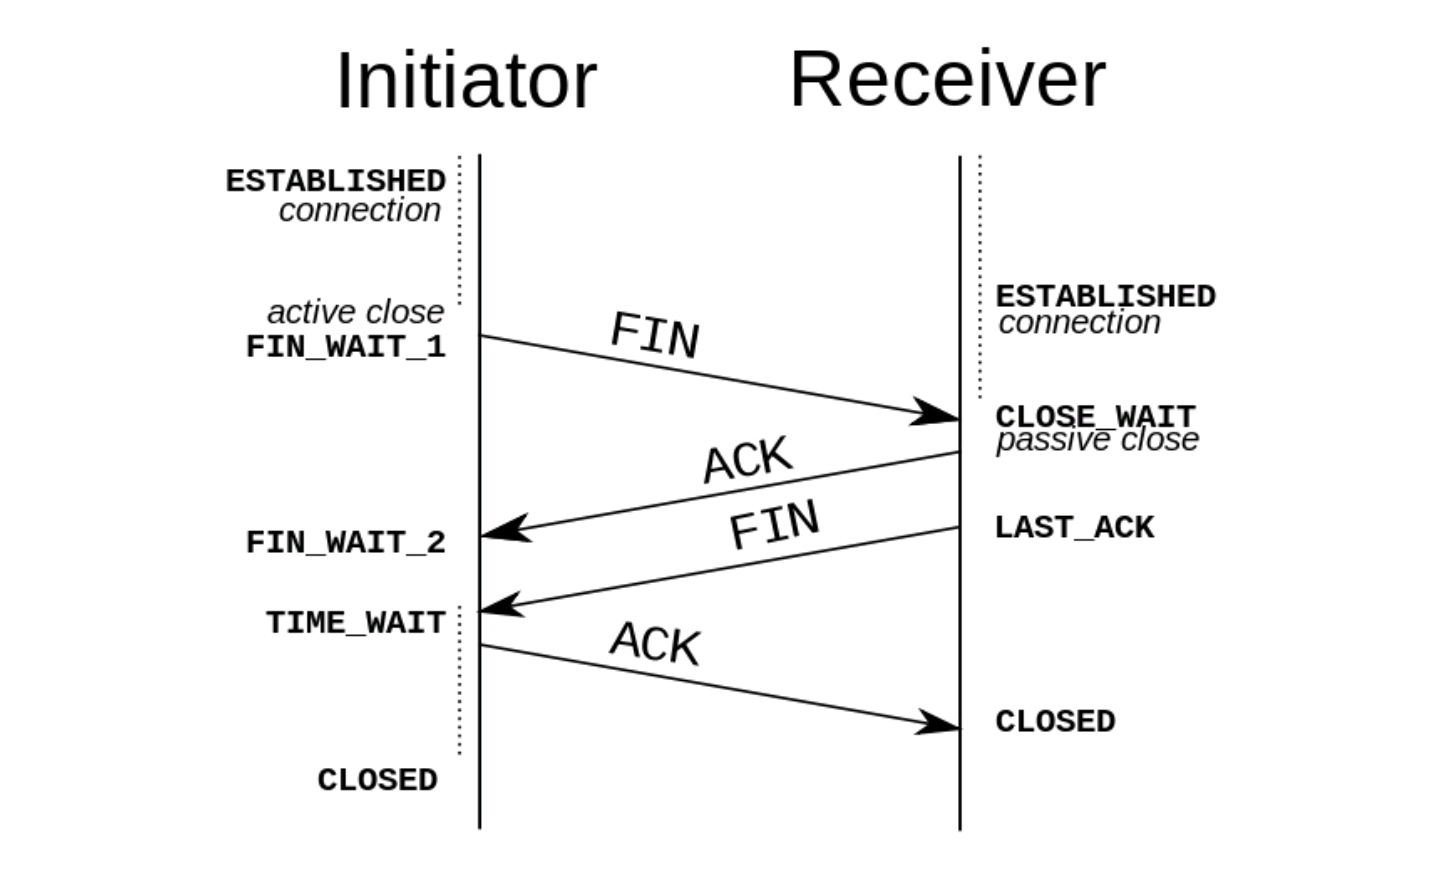 Initiator
Receiver
ESTABLISHED
connection
active close
FIN_WAIT_1
FIN
ESTABLISHED
connection
CLOSE_WAIT
passive close
ACK
FIN
FIN_WAIT_2
LAST_ACK
TIME_WAIT
ACK
CLOSED
CLOSED